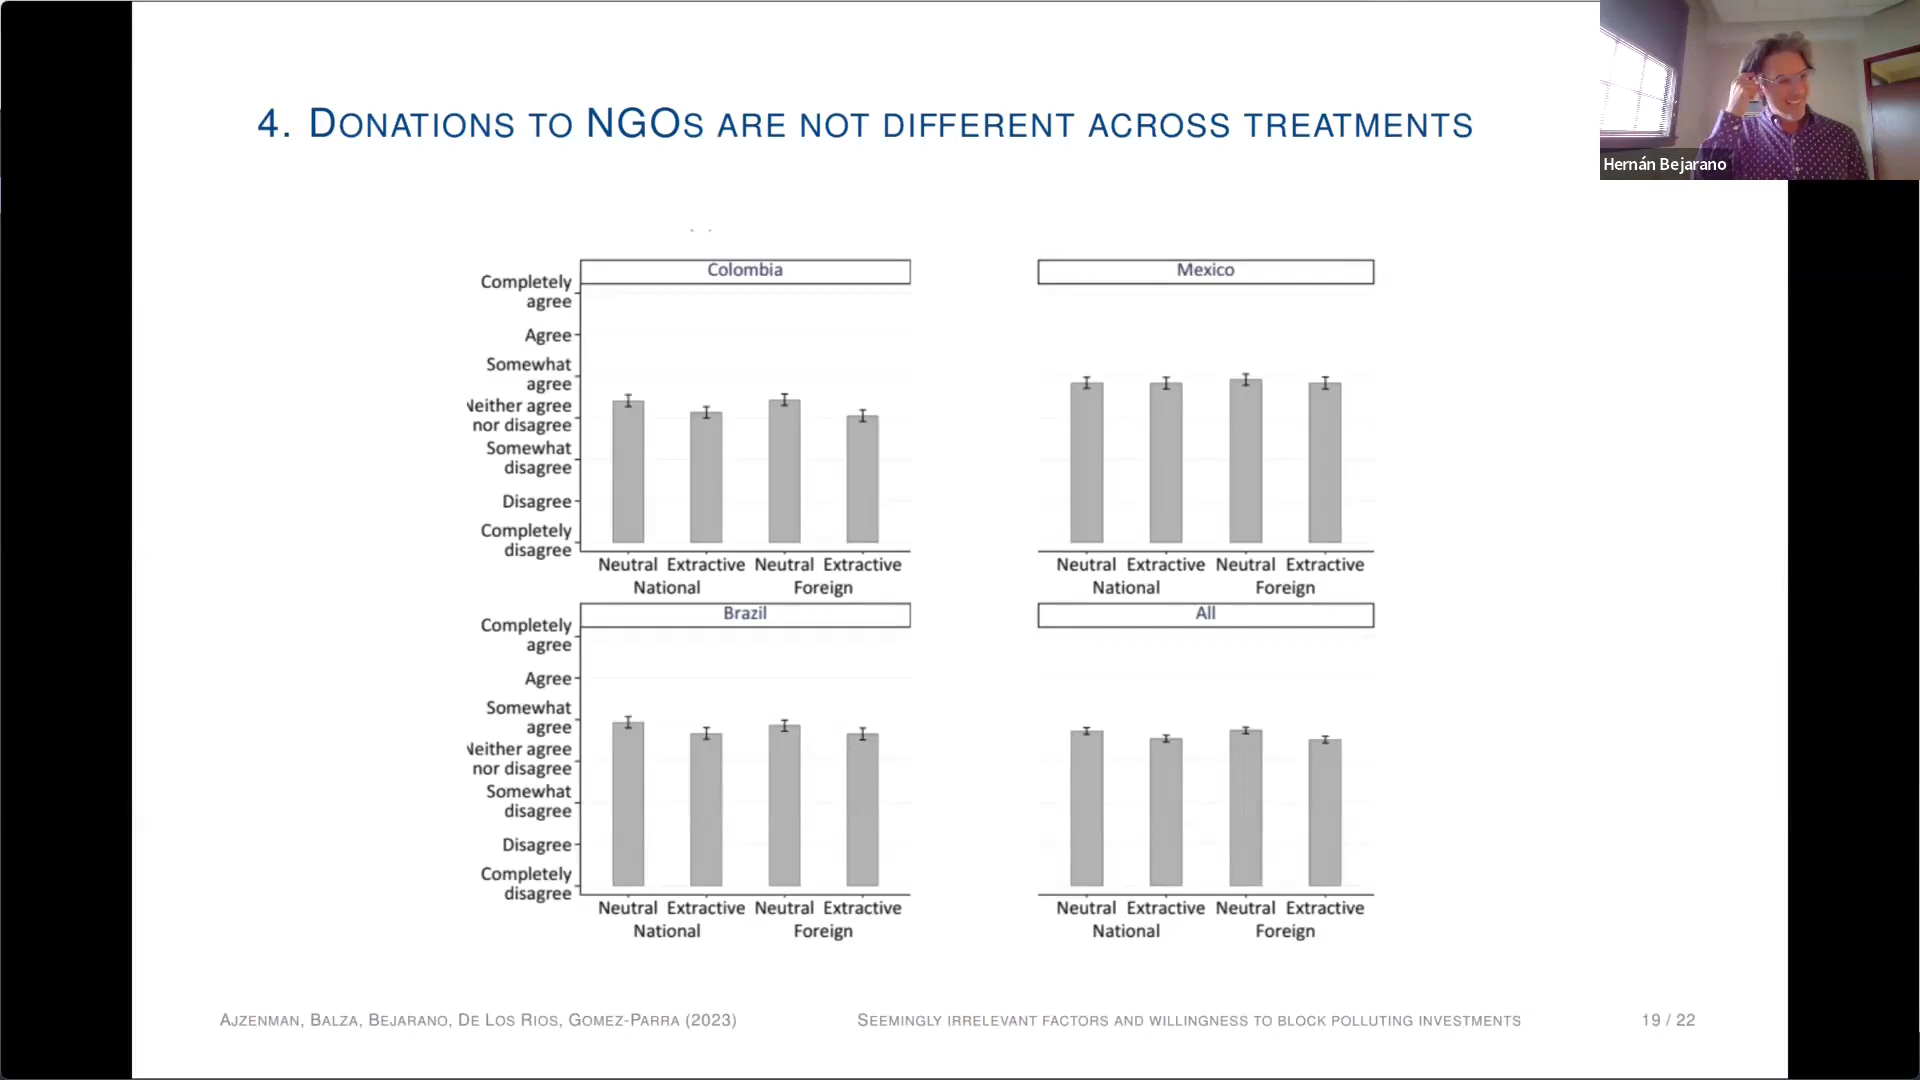 4. DONATIONS TO NGOS ARE NOT DIFFERENT ACROSS TREATMENTS
Hernán Bejarano
Colombia
Completely
agree
Agree
Somewhat
agree
Neither agree
nor disagree
Somewhat
disagree
Disagree
Completely
disagree
Neutral Extractive Neutral Extractive
National Foreign
Mexico
Neutral Extractive Neutral Extractive
National Foreign
Brazil
Completely
agree
Agree
Somewhat
agree
Neither agree
nor disagree
Somewhat
disagree
Disagree
Completely
disagree
Neutral Extractive Neutral Extractive
National Foreign
All
Neutral Extractive Neutral Extractive
National Foreign
AJZENMAN, BALZA, BEJARANO, DE LOS RIOS, GOMEZ-PARRA (2023)
SEEMINGLY IRRELEVANT FACTORS AND WILLINGNESS TO BLOCK POLLUTING INVESTMENTS
19 / 22